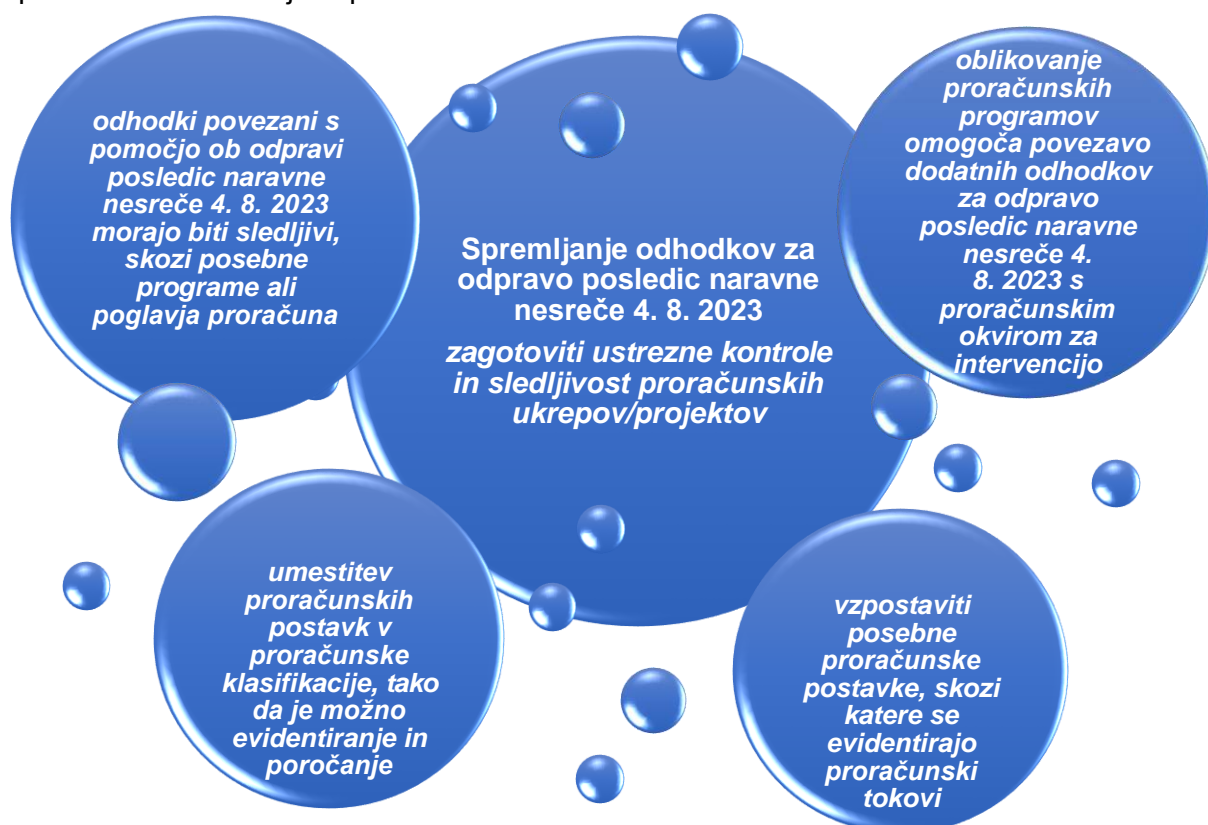 odhodki povezani s
pomočjo ob odpravi
posledic naravne
nesreče 4. 8. 2023
morajo biti sledljivi,
skozi posebne
programe ali
poglavja proračuna
Spremljanje odhodkov za
odpravo posledic naravne
nesreče 4. 8. 2023
zagotoviti ustrezne kontrole
in sledljivost proračunskih
ukrepov/projektov
oblikovanje
proračunskih
programov
omogoča povezavo
dodatnih odhodkov
za odpravo
posledic naravne
nesreče 4.
8. 2023 s
proračunskim
okvirom za
intervencijo
umestitev
proračunskih
postavk v
proračunske
klasifikacije, tako
da je možno
evidentiranje in
poročanje
vzpostaviti
posebne
proračunske
postavke, skozi
katere se
evidentirajo
proračunski
tokovi